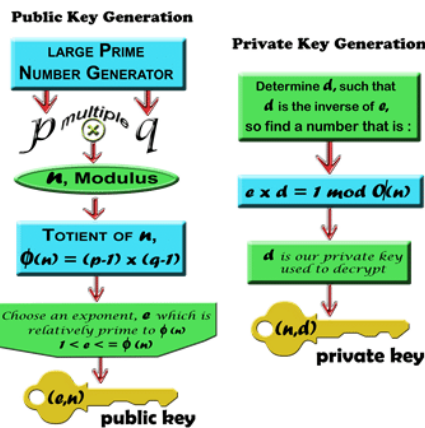 Public Key Generation
LARGE PRIME
NUMBER GENERATOR
p multiple q
×
n, Modulus
TOTIENT OF n,
ϕ(n) = (p-1) x (q-1)
Choose an exponent, e which is
relatively prime to ϕ(n)
1 < e < = ϕ(n)
(e,n)
public key
Private Key Generation
Determine d, such that
d is the inverse of e,
so find a number that is :
e x d = 1 mod O|(n)
d is our private key
used to decrypt
(n,d)
private key